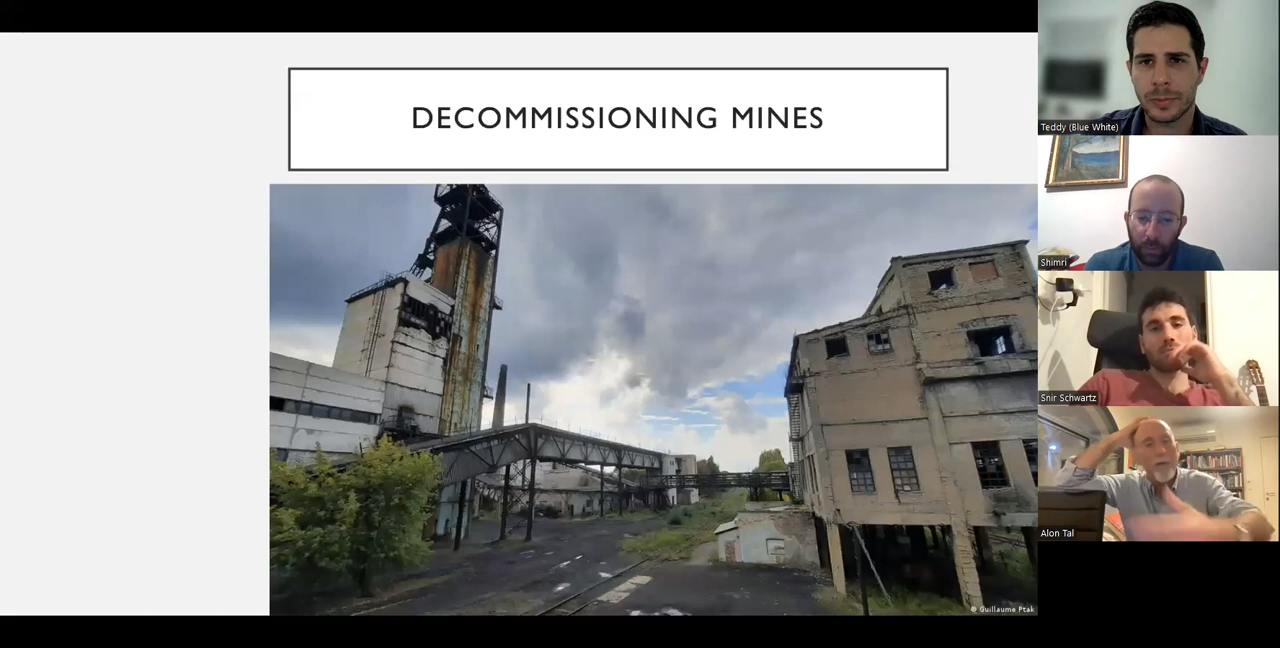 DECOMMISSIONING MINES
© Guillaume Ptak
Teddy (Blue White)
Shimri
Snir Schwartz
Alon Tal